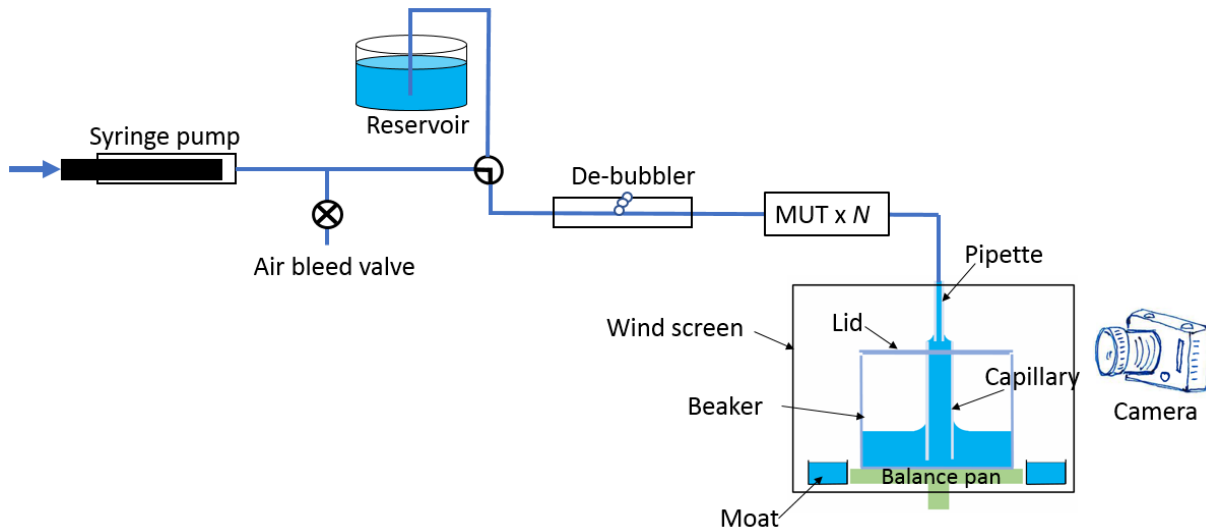 Reservoir
Syringe pump
De-bubbler
MUT x N
Air bleed valve
Pipette
Wind screen
Lid
Capillary
Beaker
Camera
Balance pan
Moat